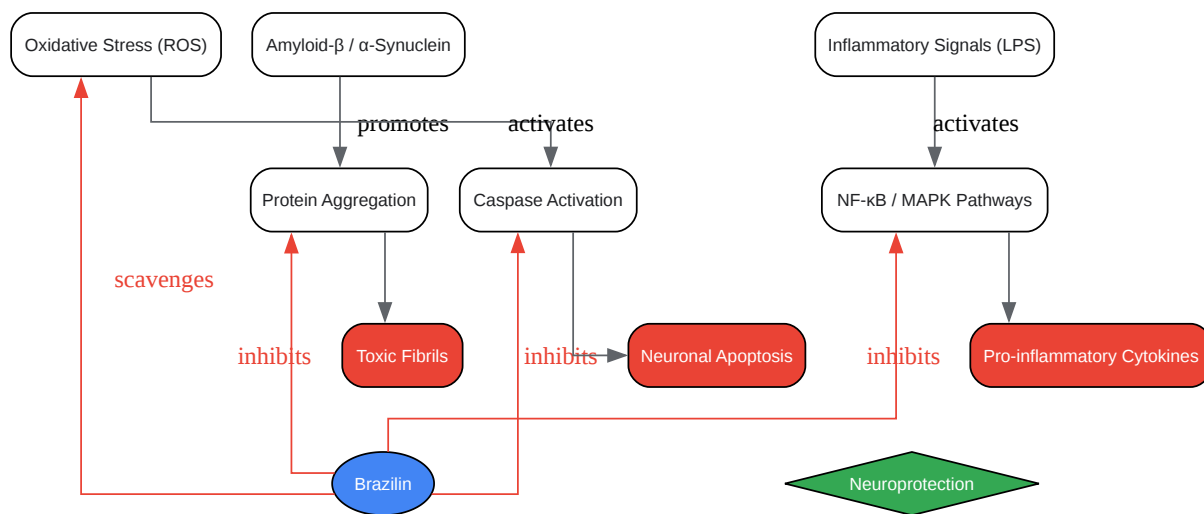 Oxidative Stress (ROS)
Amyloid-β / α-Synuclein
Inflammatory Signals (LPS)
promotes
activates
activates
Protein Aggregation
Caspase Activation
NF-κB / MAPK Pathways
scavenges
inhibits
Toxic Fibrils
inhibits
Neuronal Apoptosis
inhibits
Pro-inflammatory Cytokines
Brazilin
Neuroprotection